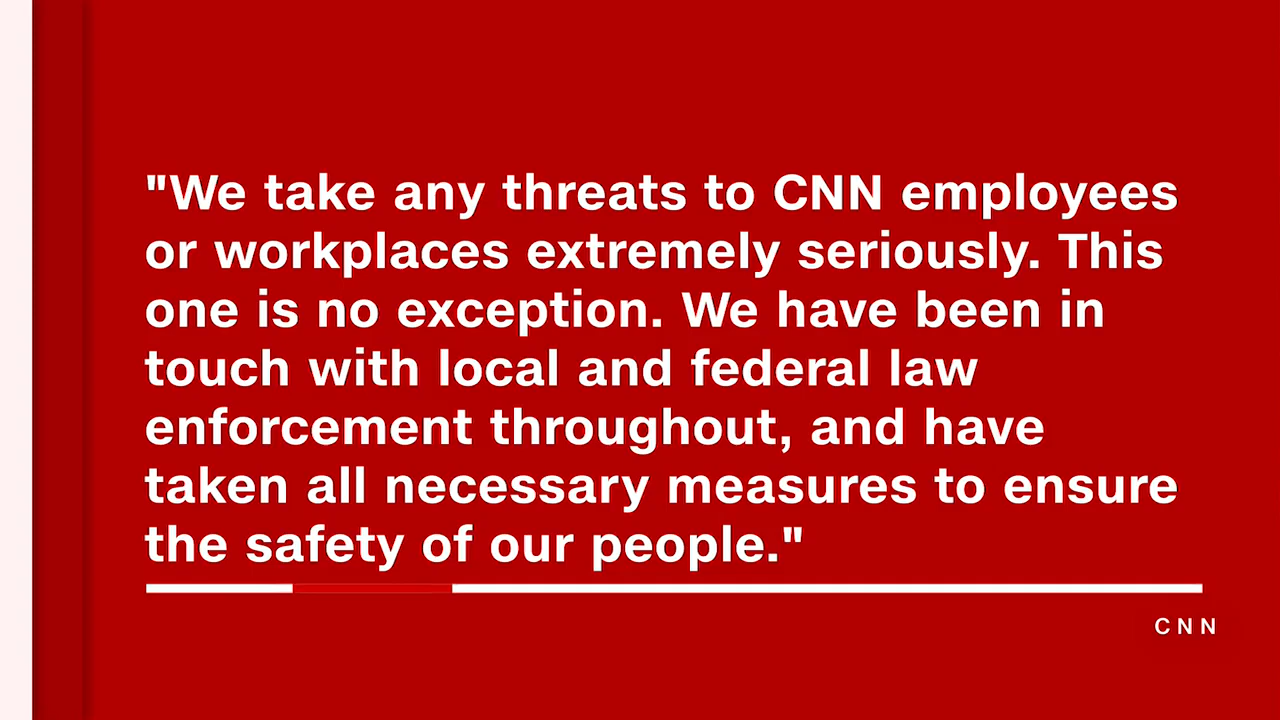 "We take any threats to CNN employees
or workplaces extremely seriously. This
one is no exception. We have been in
touch with local and federal law
enforcement throughout, and have
taken all necessary measures to ensure
the safety of our people."
CNN